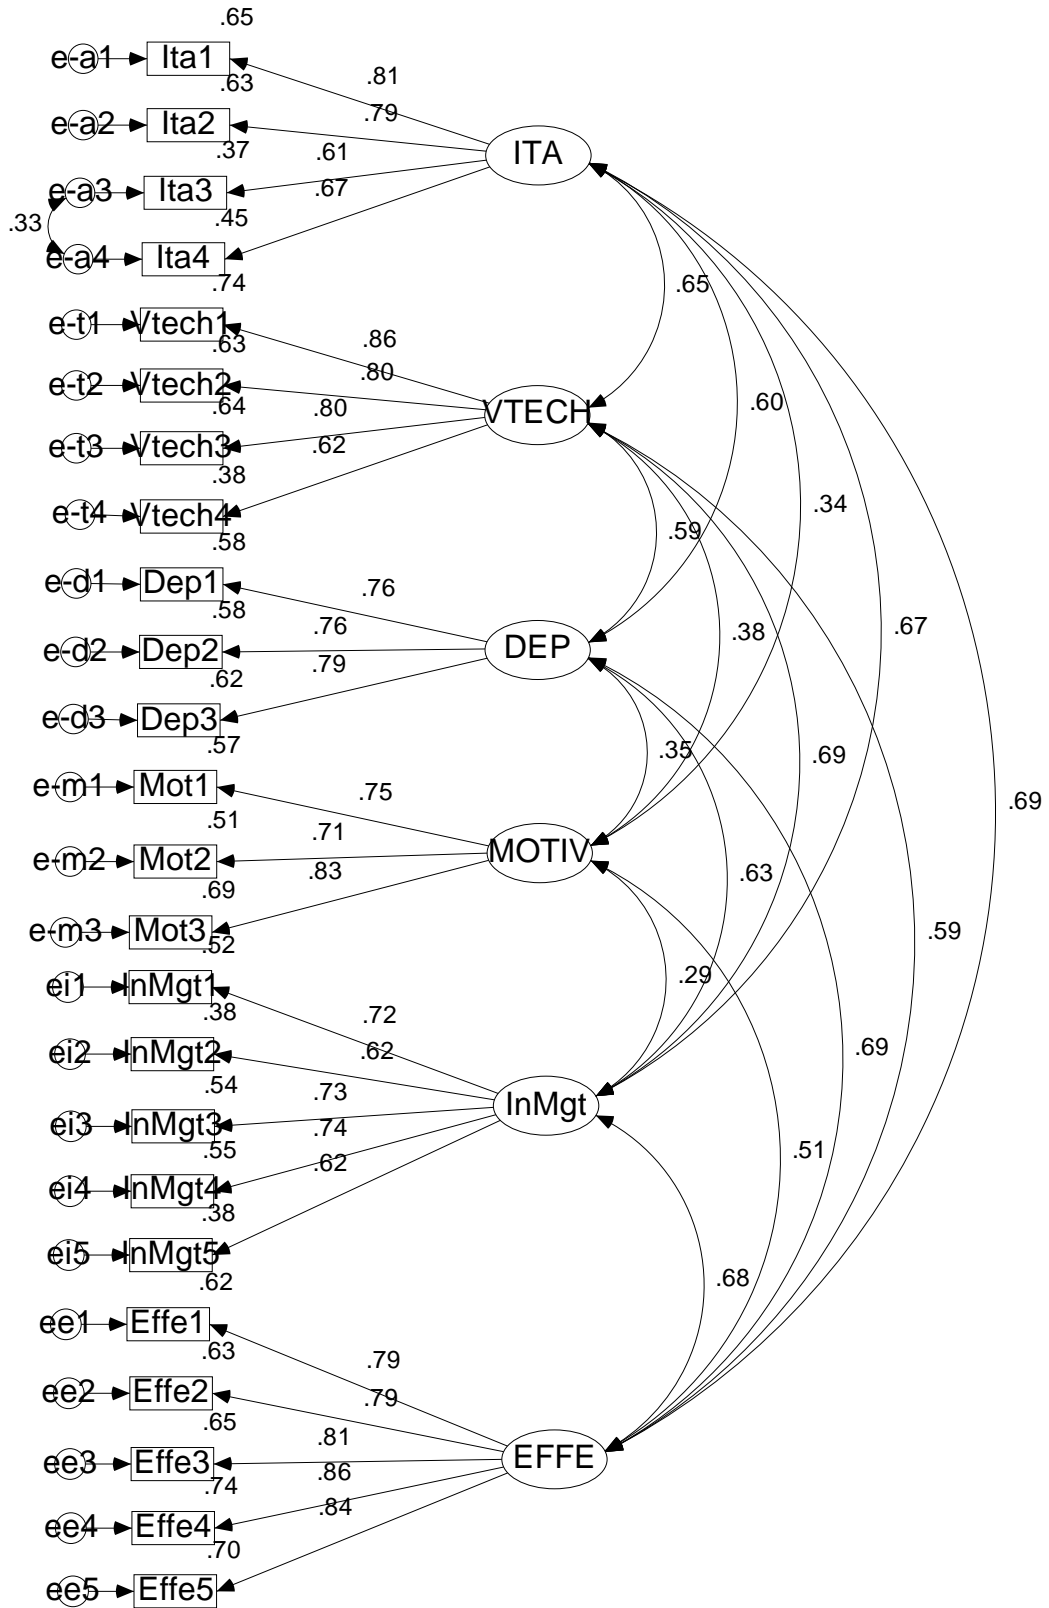 .65
e-a1 Ita1
.81
.63
.79
e-a2 Ita2
ITA
.37
.61
e-a3 Ita3
.67
.33
.45
e-a4 Ita4
.74
.65
e-t1 Vtech1
.63
.86
.80
e-t2 Vtech2
.64
.80
.60
VTECH
e-t3 Vtech3
.62
.38
.34
e-t4 Vtech4
.58
.59
e-d1 Dep1
.58
.76
.76
.38
.67
e-d2 Dep2
DEP
.62
.79
e-d3 Dep3
.57
.35
.69
e-m1 Mot1
.75
.69
.51
.71
e-m2 Mot2
MOTIV
.69
.83
.63
e-m3 Mot3
.52
.59
ei1 InMgt1
.29
.38
.72
.62
.69
ei2 InMgt2
.54
.73
InMgt
ei3 InMgt3
.74
.55
.62
.51
ei4 InMgt4
.38
ei5 InMgt5
.62
.68
ee1 Effe1
.63
.79
.79
ee2 Effe2
.65
.81
ee3 Effe3
EFFE
.74
.86
.84
ee4 Effe4
.70
ee5 Effe5